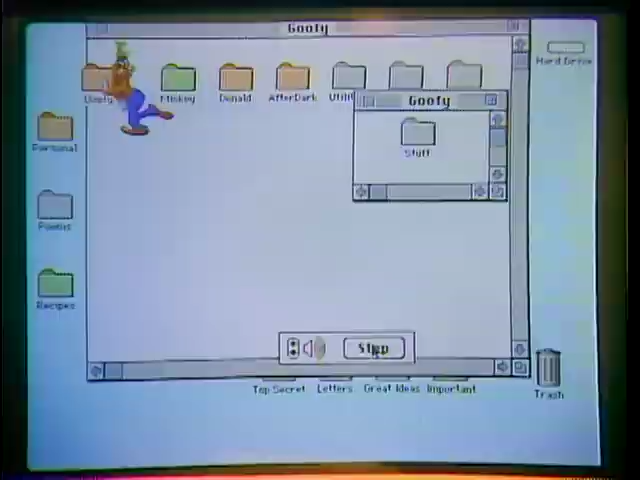 Goofy
Hard Drive
Goofy
Mickey
Donald
AfterDark
Utilit
Goofy
Stuff
Personal
Recipes
Stop
Top Secret
Letters
Great Ideas
Important
Trash